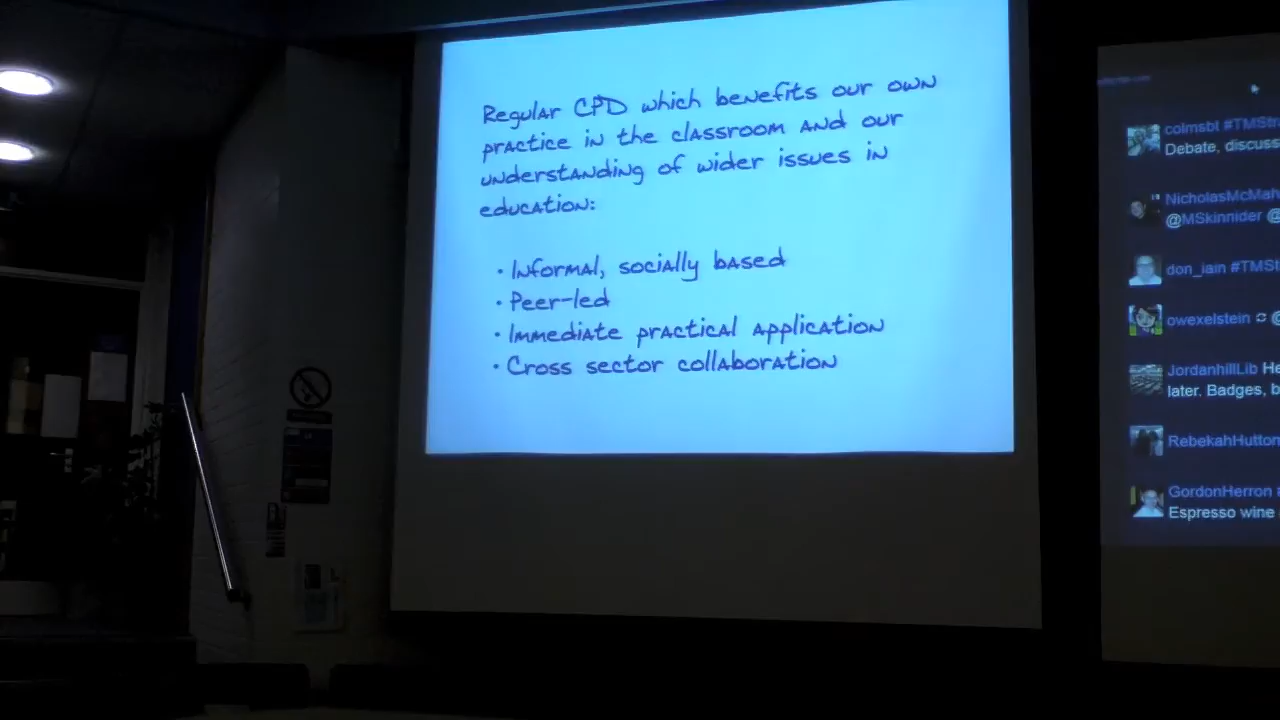 Regular CPD which benefits our own
practice in the classroom and our
understanding of wider issues in
education:
• Informal, socially based
• Peer-led
• Immediate practical application
• Cross sector collaboration
colmsbt #TMStr
Debate, discuss
NicholasMcMah
@MSkinnider @
don_iain #TMSt
owexelstein
JordanhillLib He
later. Badges, b
RebekahHutton
GordonHerron
Espresso wine